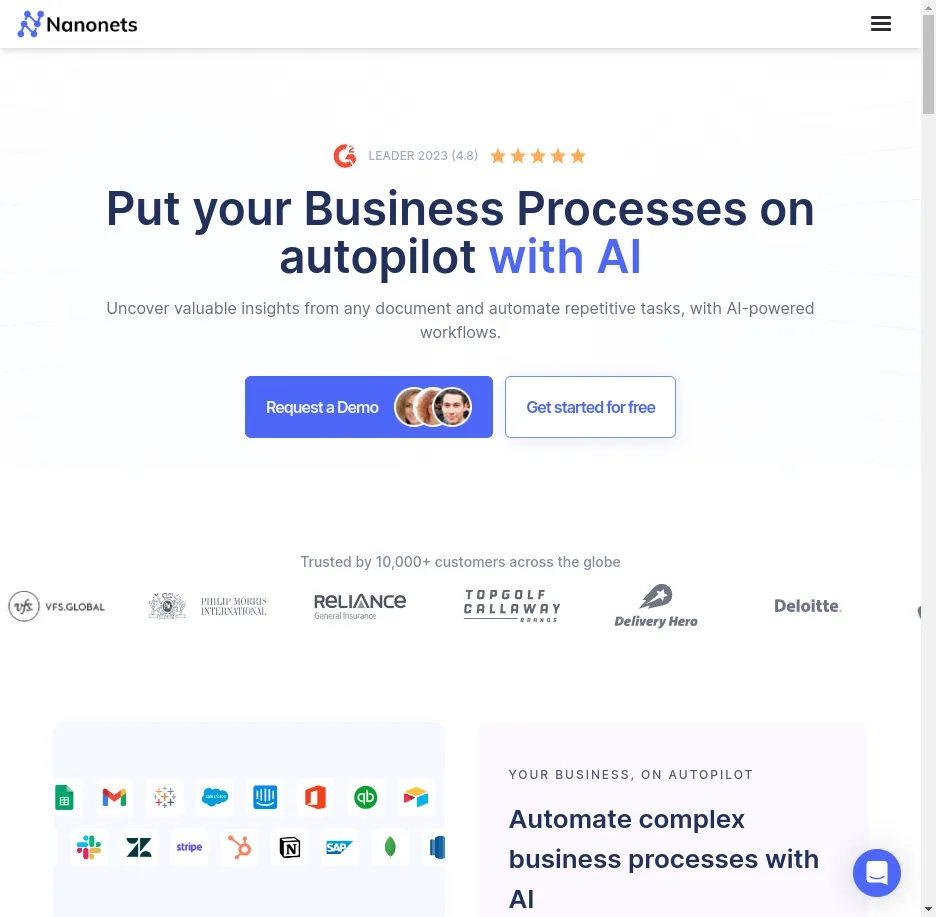 Nanonets
LEADER 2023 (4.8)
Put your Business Processes on
autopilot with AI
Uncover valuable insights from any document and automate repetitive tasks, with AI-powered
workflows.
Request a Demo
Get started for free
Trusted by 10,000+ customers across the globe
vfs VFS.GLOBAL
PHILIP MORRIS
INTERNATIONAL
RELIANCE
General Insurance
TOPGOLF
CALLAWAY
BRANDS
Delivery Hero
Deloitte.
YOUR BUSINESS, ON AUTOPILOT
Automate complex
business processes with
AI
salesforce
qb
stripe
SAP